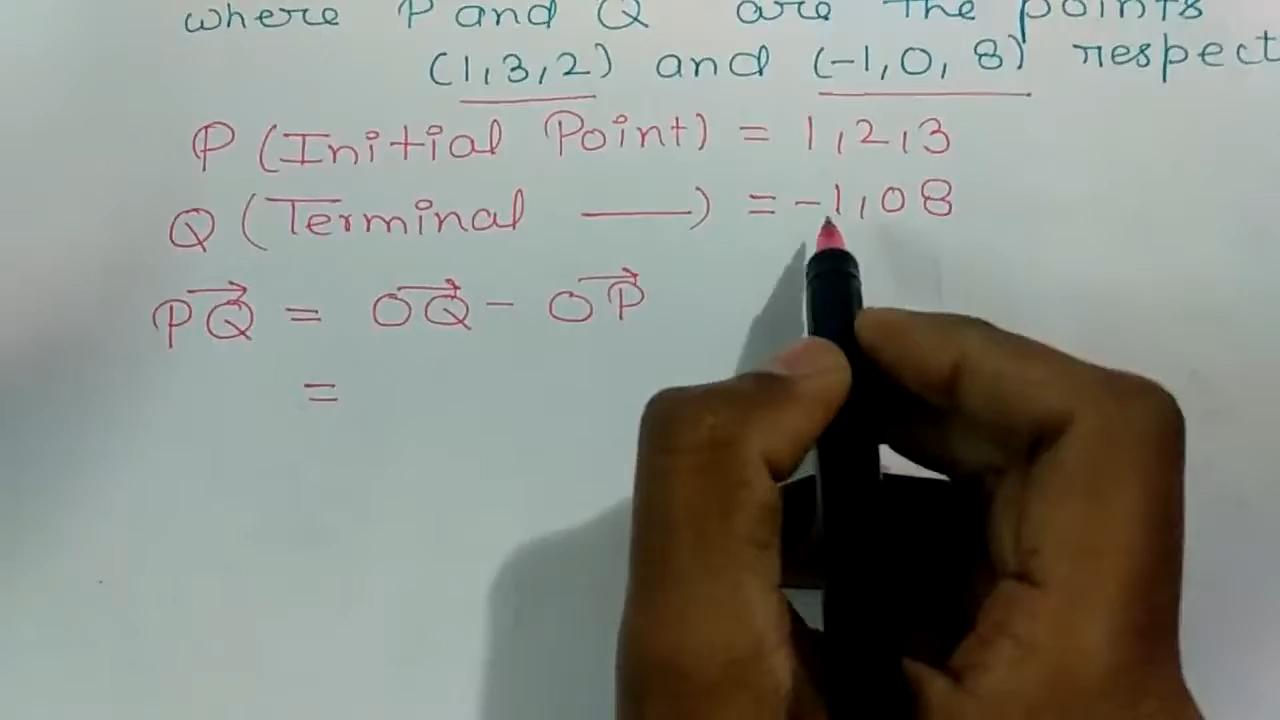 where P and Q are the points
(1,3,2) and (-1,0,8) respect
P (Initial Point) = 1,2,3
Q (Terminal ——) = -1,0 8
PQ⃗ = OQ⃗ - OP⃗
=